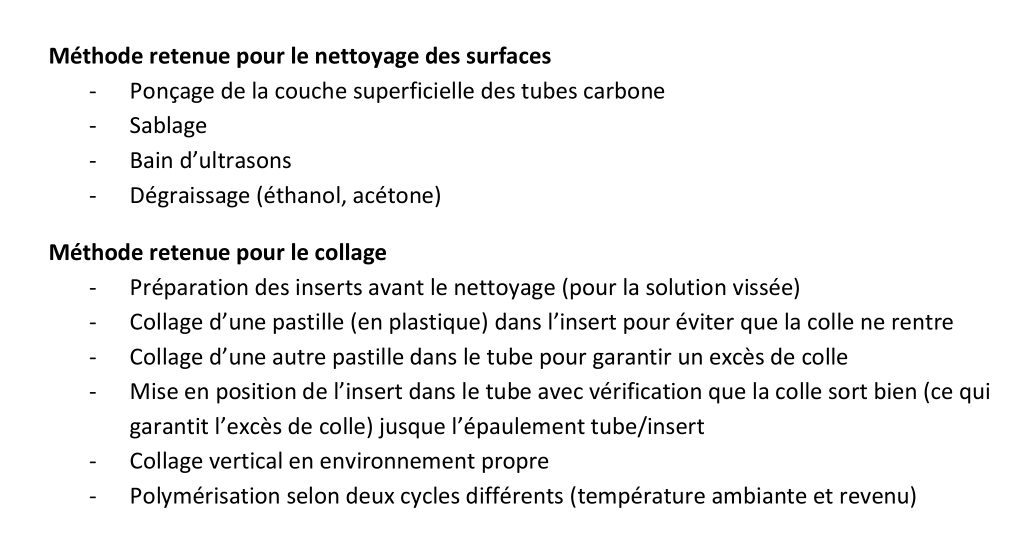 Méthode retenue pour le nettoyage des surfaces
- Ponçage de la couche superficielle des tubes carbone
- Sablage
- Bain d’ultrasons
- Dégraissage (éthanol, acétone)
Méthode retenue pour le collage
- Préparation des inserts avant le nettoyage (pour la solution vissée)
- Collage d’une pastille (en plastique) dans l’insert pour éviter que la colle ne rentre
- Collage d’une autre pastille dans le tube pour garantir un excès de colle
- Mise en position de l’insert dans le tube avec vérification que la colle sort bien (ce qui
garantit l’excès de colle) jusque l’épaulement tube/insert
- Collage vertical en environnement propre
- Polymérisation selon deux cycles différents (température ambiante et revenu)